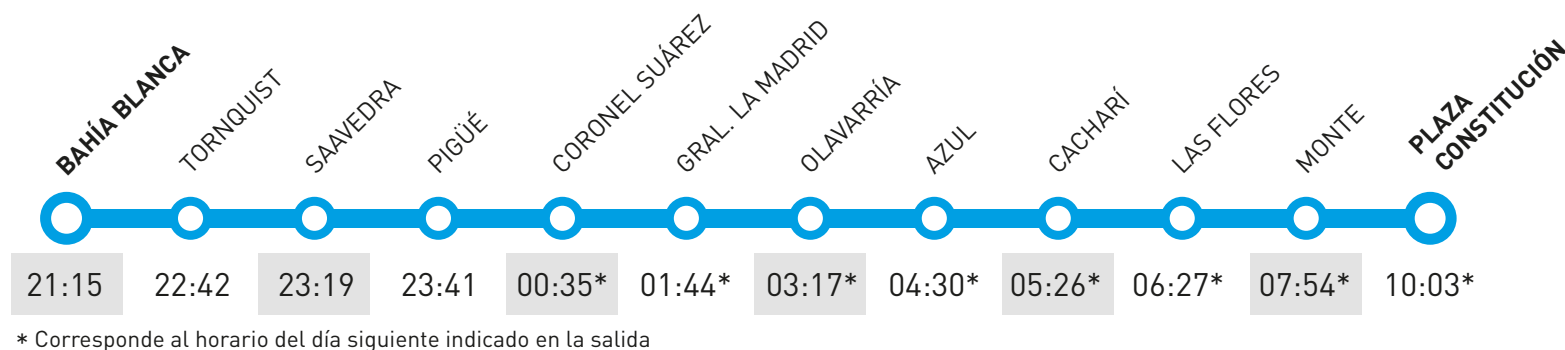 BAHÍA BLANCA
TORNQUIST
SAAVEDRA
PIGÜÉ
CORONEL SUÁREZ
GRAL. LA MADRID
OLAVARRÍA
AZUL
CACHARÍ
LAS FLORES
MONTE
PLAZA
CONSTITUCIÓN
21:15 22:42 23:19 23:41 00:35* 01:44* 03:17* 04:30* 05:26* 06:27* 07:54* 10:03*
* Corresponde al horario del día siguiente indicado en la salida